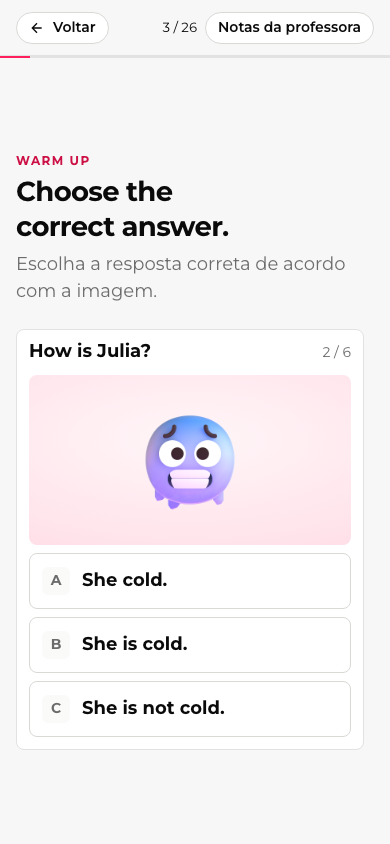 Voltar
3 / 26
Notas da professora
WARM UP
Choose the
correct answer.
Escolha a resposta correta de acordo
com a imagem.
How is Julia?
2 / 6
A
She cold.
B
She is cold.
C
She is not cold.